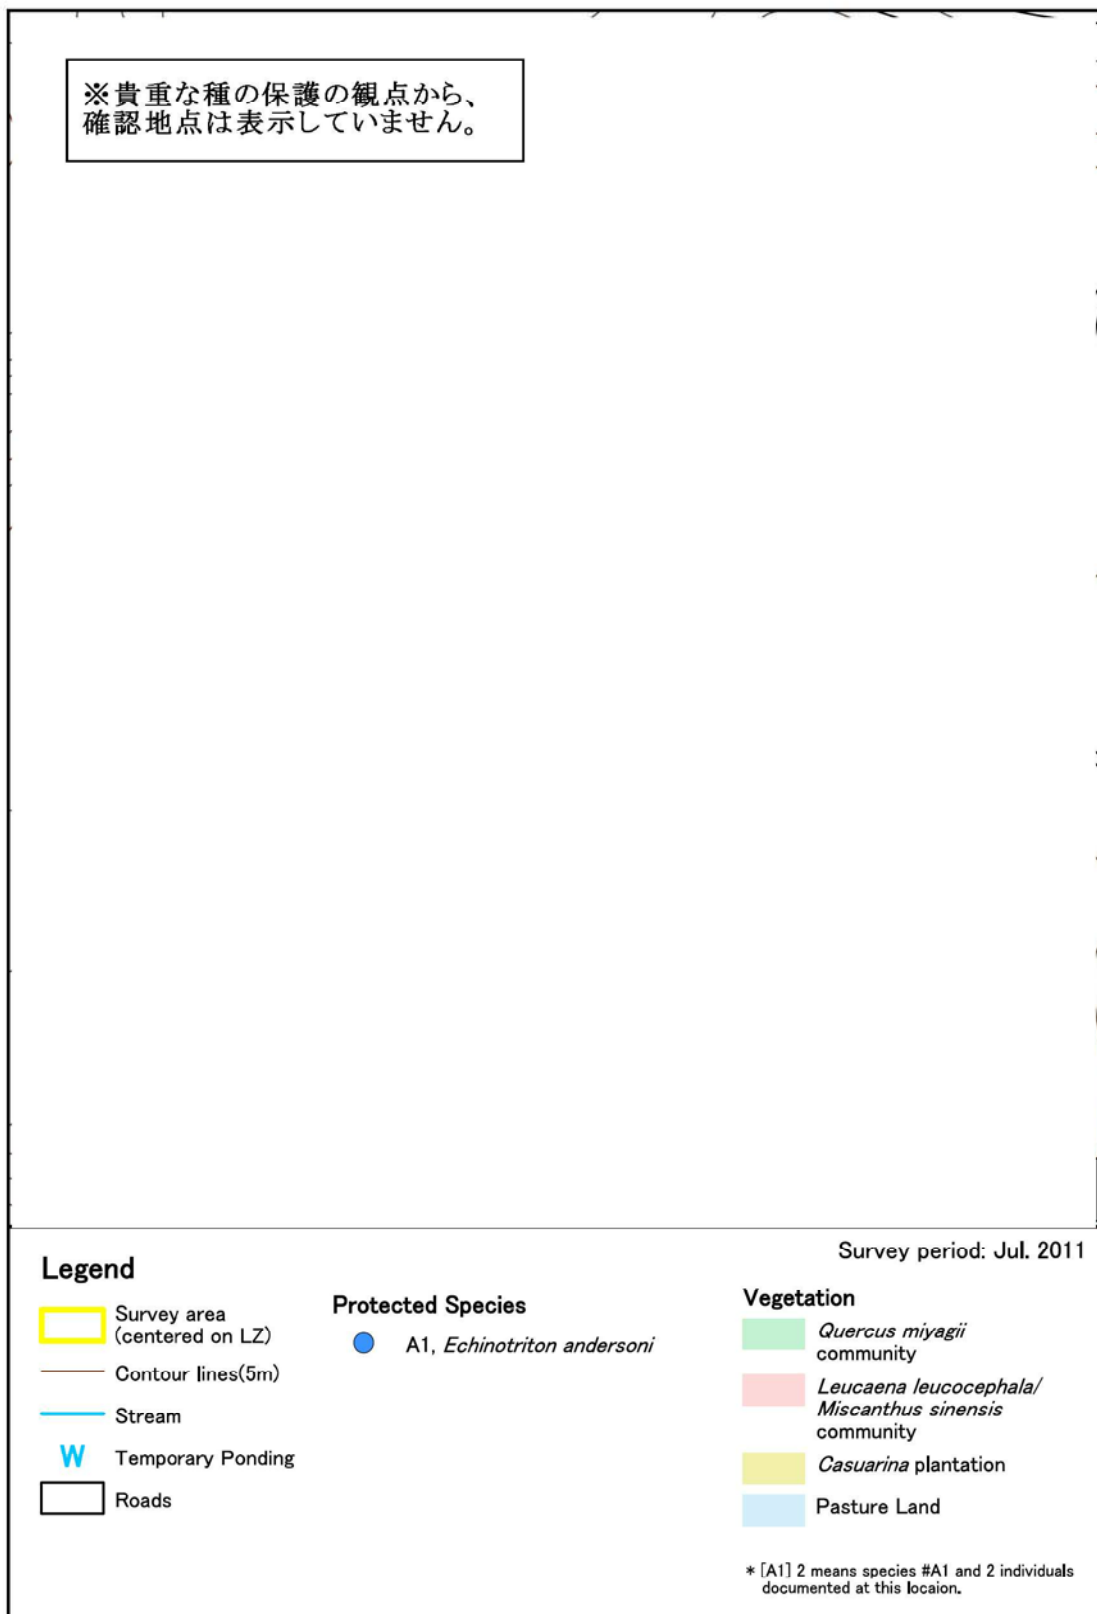 ※貴重な種の保護の観点から、
確認地点は表示していません。
Survey period: Jul. 2011
Legend
Survey area
(centered on LZ)
Contour lines(5m)
Stream
W Temporary Ponding
Roads
Protected Species
A1, Echinotriton andersoni
Vegetation
Quercus miyagii
community
Leucaena leucocephala/
Miscanthus sinensis
community
Casuarina plantation
Pasture Land
* [A1] 2 means species #A1 and 2 individuals
documented at this locaion.